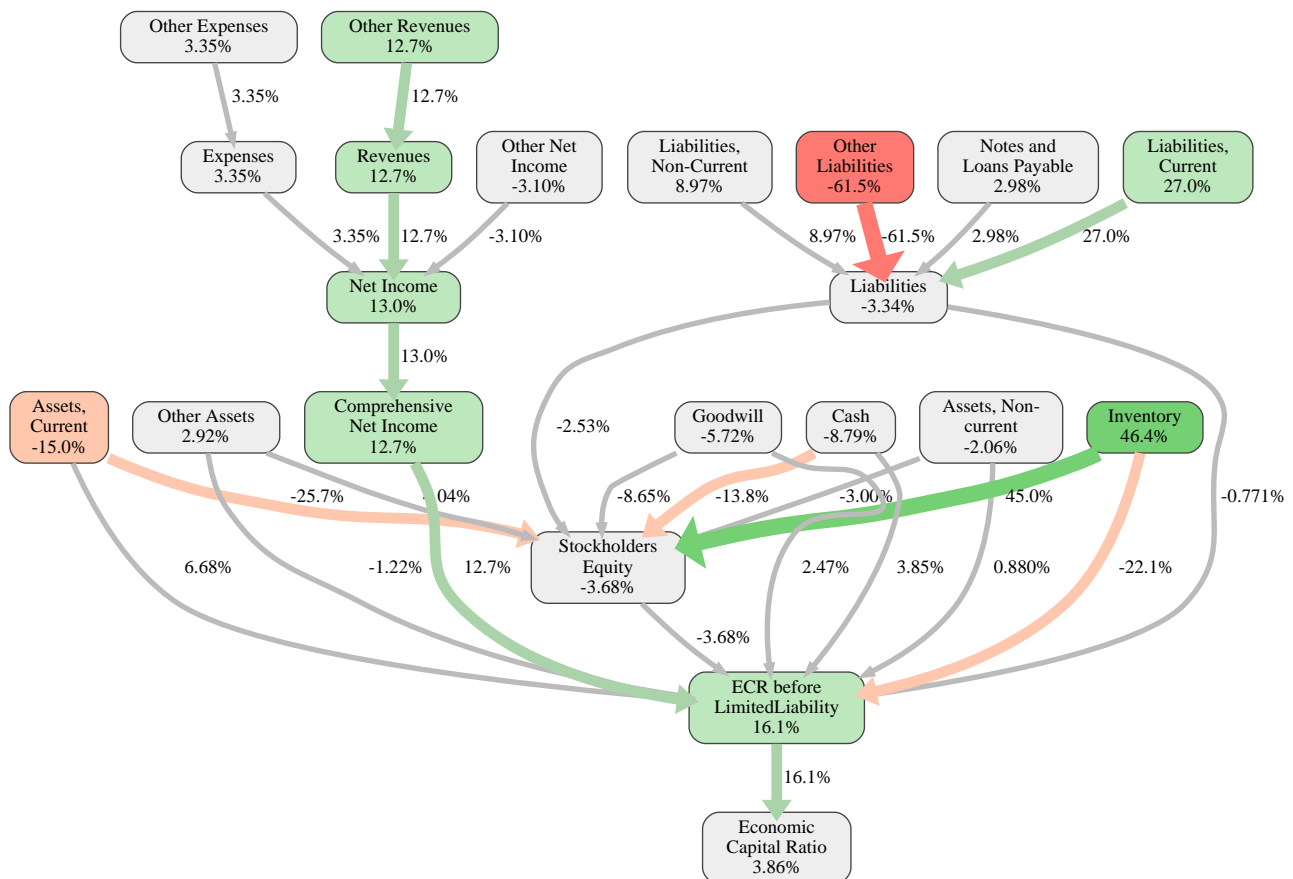 Other Expenses
3.35%
Other Revenues
12.7%
3.35%
12.7%
Expenses
3.35%
Revenues
12.7%
Other Net
Income
-3.10%
Liabilities,
Non-Current
8.97%
Other
Liabilities
-61.5%
Notes and
Loans Payable
2.98%
Liabilities,
Current
27.0%
3.35%
12.7%
-3.10%
8.97%
-61.5%
2.98%
27.0%
Net Income
13.0%
Liabilities
-3.34%
13.0%
Assets,
Current
-15.0%
Other Assets
2.92%
Comprehensive
Net Income
12.7%
-2.53%
Goodwill
-5.72%
Cash
-8.79%
Assets, Non-
current
-2.06%
Inventory
46.4%
-25.7%
.04%
-8.65%
-13.8%
-3.00%
45.0%
-0.771%
Stockholders
Equity
-3.68%
6.68%
-1.22%
12.7%
2.47%
3.85%
0.880%
-22.1%
-3.68%
ECR before
LimitedLiability
16.1%
16.1%
Economic
Capital Ratio
3.86%